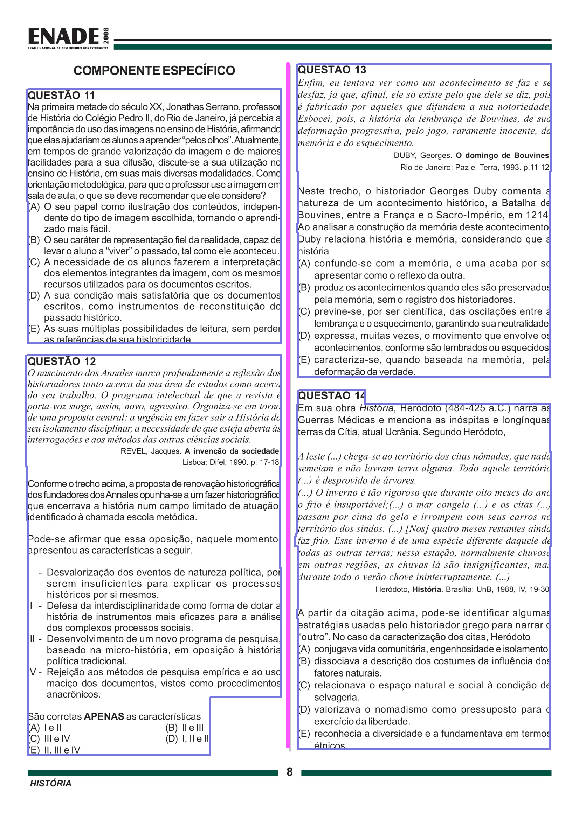 ENADE 2008
EXAME NACIONAL DE DESEMPENHO DOS ESTUDANTES
COMPONENTE ESPECÍFICO
QUESTÃO 11
Na primeira metade do século XX, Jonathas Serrano, professor
de História do Colégio Pedro II, do Rio de Janeiro, já percebia a
importância do uso das imagens no ensino de História, afirmando
que elas ajudariam os alunos a aprender “pelos olhos”. Atualmente,
em tempos de grande valorização da imagem e de maiores
facilidades para a sua difusão, discute-se a sua utilização no
ensino de História, em suas mais diversas modalidades. Como
orientação metodológica, para que o professor use a imagem em
sala de aula, o que se deve recomendar que ele considere?
(A) O seu papel como ilustração dos conteúdos, indepen-
dente do tipo de imagem escolhida, tornando o aprendi-
zado mais fácil.
(B) O seu caráter de representação fiel da realidade, capaz de
levar o aluno a “viver” o passado, tal como ele aconteceu.
(C) A necessidade de os alunos fazerem a interpretação
dos elementos integrantes da imagem, com os mesmos
recursos utilizados para os documentos escritos.
(D) A sua condição mais satisfatória que os documentos
escritos, como instrumentos de reconstituição do
passado histórico.
(E) As suas múltiplas possibilidades de leitura, sem perder
as referências de sua historicidade.
QUESTÃO 12
O nascimento dos Annales marca profundamente a reflexão dos
historiadores tanto acerca da sua área de estudos como acerca
do seu trabalho. O programa intelectual de que a revista é
porta-voz surge, assim, novo, agressivo. Organiza-se em torno
de uma proposta central: a urgência em fazer sair a História do
seu isolamento disciplinar, a necessidade de que esteja aberta às
interrogações e aos métodos das outras ciências sociais.
REVEL, Jacques. A invenção da sociedade.
Lisboa: Difel, 1990. p. 17-18
Conforme o trecho acima, a proposta de renovação historiográfica
dos fundadores dos Annales opunha-se a um fazer historiográfico
que encerrava a história num campo limitado de atuação,
identificado à chamada escola metódica.
Pode-se afirmar que essa oposição, naquele momento,
apresentou as características a seguir.
- Desvalorização dos eventos de natureza política, por
serem insuficientes para explicar os processos
históricos por si mesmos.
I - Defesa da interdisciplinaridade como forma de dotar a
história de instrumentos mais eficazes para a análise
dos complexos processos sociais.
II - Desenvolvimento de um novo programa de pesquisa,
baseado na micro-história, em oposição à história
política tradicional.
V - Rejeição aos métodos de pesquisa empírica e ao uso
maciço dos documentos, vistos como procedimentos
anacrônicos.
São corretas APENAS as características
(A) I e II (B) II e III
(C) III e IV (D) I, II e II
(E) II, III e IV
QUESTÃO 13
Enfim, eu tentava ver como um acontecimento se faz e se
desfaz, já que, afinal, ele só existe pelo que dele se diz, pois
é fabricado por aqueles que difundem a sua notoriedade.
Esbocei, pois, a história da lembrança de Bouvines, de sua
deformação progressiva, pelo jogo, raramente inocente, da
memória e do esquecimento.
DUBY, Georges. O domingo de Bouvines.
Rio de Janeiro: Paz e Terra, 1993. p.11-12
Neste trecho, o historiador Georges Duby comenta a
natureza de um acontecimento histórico, a Batalha de
Bouvines, entre a França e o Sacro-Império, em 1214.
Ao analisar a construção da memória deste acontecimento,
Duby relaciona história e memória, considerando que a
história
(A) confunde-se com a memória, e uma acaba por se
apresentar como o reflexo da outra.
(B) produz os acontecimentos quando eles são preservados
pela memória, sem o registro dos historiadores.
(C) previne-se, por ser científica, das oscilações entre a
lembrança e o esquecimento, garantindo sua neutralidade.
(D) expressa, muitas vezes, o movimento que envolve os
acontecimentos, conforme são lembrados ou esquecidos.
(E) caracteriza-se, quando baseada na memória, pela
deformação da verdade.
QUESTÃO 14
Em sua obra História, Heródoto (484-425 a.C.) narra as
Guerras Médicas e menciona as inóspitas e longínquas
terras da Cítia, atual Ucrânia. Segundo Heródoto,
A leste (...) chega-se ao território dos citas nômades, que nada
semeiam e não lavram terra alguma. Todo aquele território
(...) é desprovido de árvores.
(...) O inverno é tão rigoroso que durante oito meses do ano
o frio é insuportável;(...) o mar congela (...) e os citas (...)
passam por cima do gelo e irrompem com seus carros no
território dos sindos. (...) [Nos] quatro meses restantes ainda
faz frio. Esse inverno é de uma espécie diferente daquele de
todas as outras terras; nessa estação, normalmente chuvosa
em outras regiões, as chuvas lá são insignificantes, mas
durante todo o verão chove ininterruptamente. (...)
Heródoto, História. Brasília: UnB, 1988, IV, 19-30
A partir da citação acima, pode-se identificar algumas
estratégias usadas pelo historiador grego para narrar o
“outro”. No caso da caracterização dos citas, Heródoto
(A) conjugava vida comunitária, engenhosidade e isolamento.
(B) dissociava a descrição dos costumes da influência dos
fatores naturais.
(C) relacionava o espaço natural e social à condição de
selvageria.
(D) valorizava o nomadismo como pressuposto para o
exercício da liberdade.
(E) reconhecia a diversidade e a fundamentava em termos
étnicos.
8
HISTÓRIA